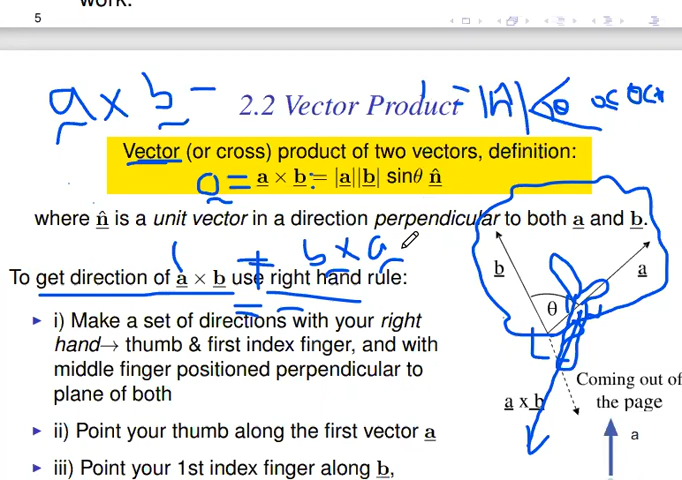 work.
5
a × b
2.2 Vector Product
1 = |n̂|
θ
Vector (or cross) product of two vectors, definition:
a = a × b := |a||b| sinθ n̂
where n̂ is a unit vector in a direction perpendicular to both a and b.
≠ b × a
To get direction of a × b use right hand rule:
b
a
θ
i) Make a set of directions with your right
hand→ thumb & first index finger, and with
middle finger positioned perpendicular to
plane of both
a x b
Coming out of
the page
ii) Point your thumb along the first vector a
a
iii) Point your 1st index finger along b,